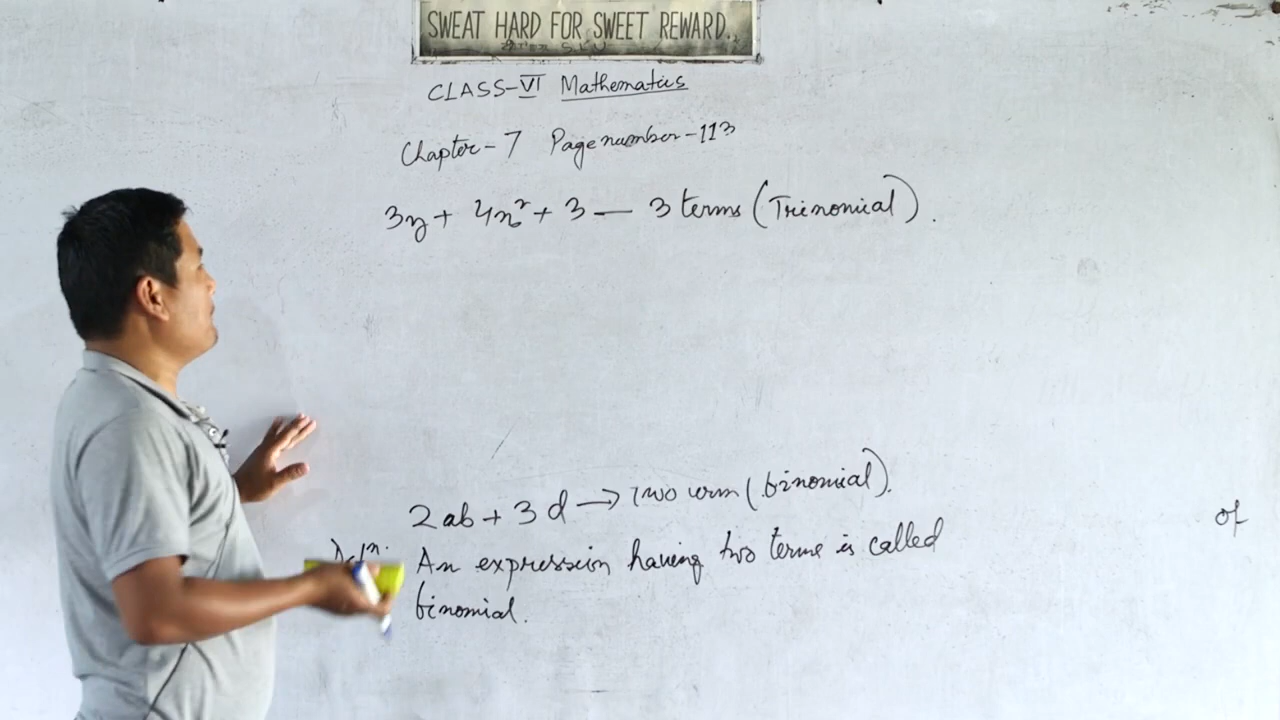 SWEAT HARD FOR SWEET REWARD..
CLASS-VI Mathematics
Chapter-7 Page number-113
3y + 4x² + 3 — 3 terms (Trinomial).
2ab + 3d → Two term (binomial).
Defⁿ. An expression having two terms is called
binomial.
of